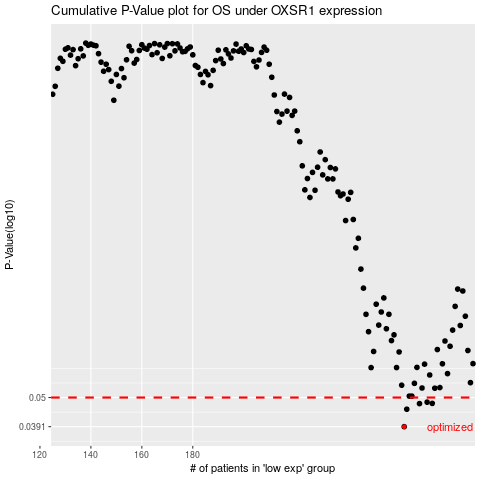 Cumulative P-Value plot for OS under OXSR1 expression
P-Value(log10)
0.05
0.0391
optimized
120 140 160 180
# of patients in 'low exp' group